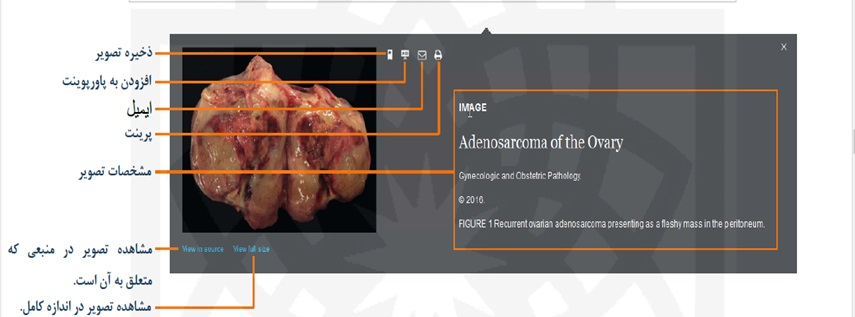 ذخیره تصویر
افزودن به پاورپوینت
ایمیل
پرینت
مشخصات تصویر
مشاهده تصویر در منبعی که
متعلق به آن است.
مشاهده تصویر در اندازه کامل.
View in source View full size
X
IMAGE
Adenosarcoma of the Ovary
Gynecologic and Obstetric Pathology.
© 2016.
FIGURE 1 Recurrent ovarian adenosarcoma presenting as a fleshy mass in the peritoneum.